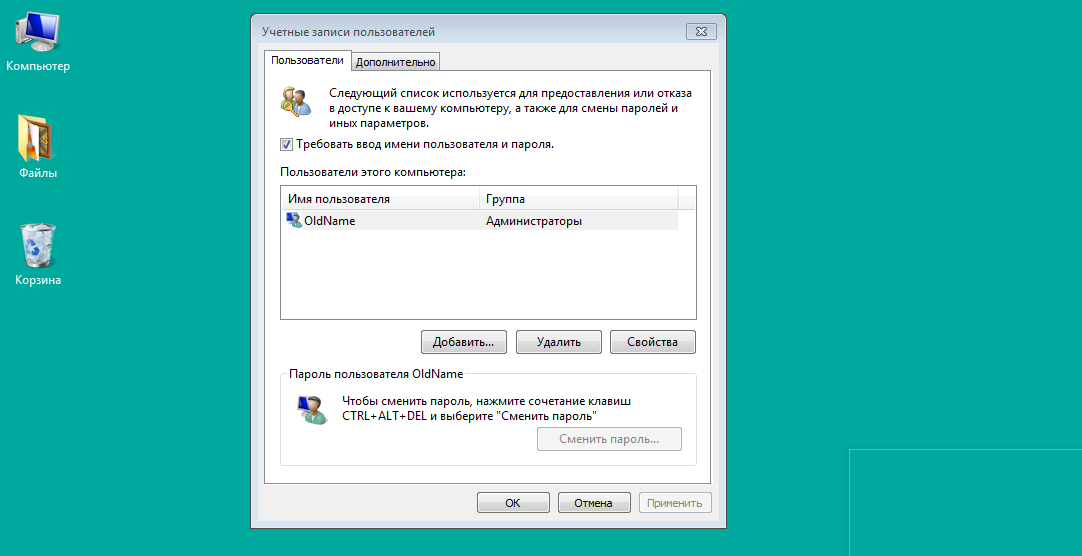 Компьютер
Файлы
Корзина
Учетные записи пользователей
Пользователи
Дополнительно
Следующий список используется для предоставления или отказа
в доступе к вашему компьютеру, а также для смены паролей и
иных параметров.
Требовать ввод имени пользователя и пароля.
Пользователи этого компьютера:
Имя пользователя Группа
OldName Администраторы
Добавить... Удалить Свойства
Пароль пользователя OldName
Чтобы сменить пароль, нажмите сочетание клавиш
CTRL+ALT+DEL и выберите "Сменить пароль"
Сменить пароль...
ОК Отмена Применить